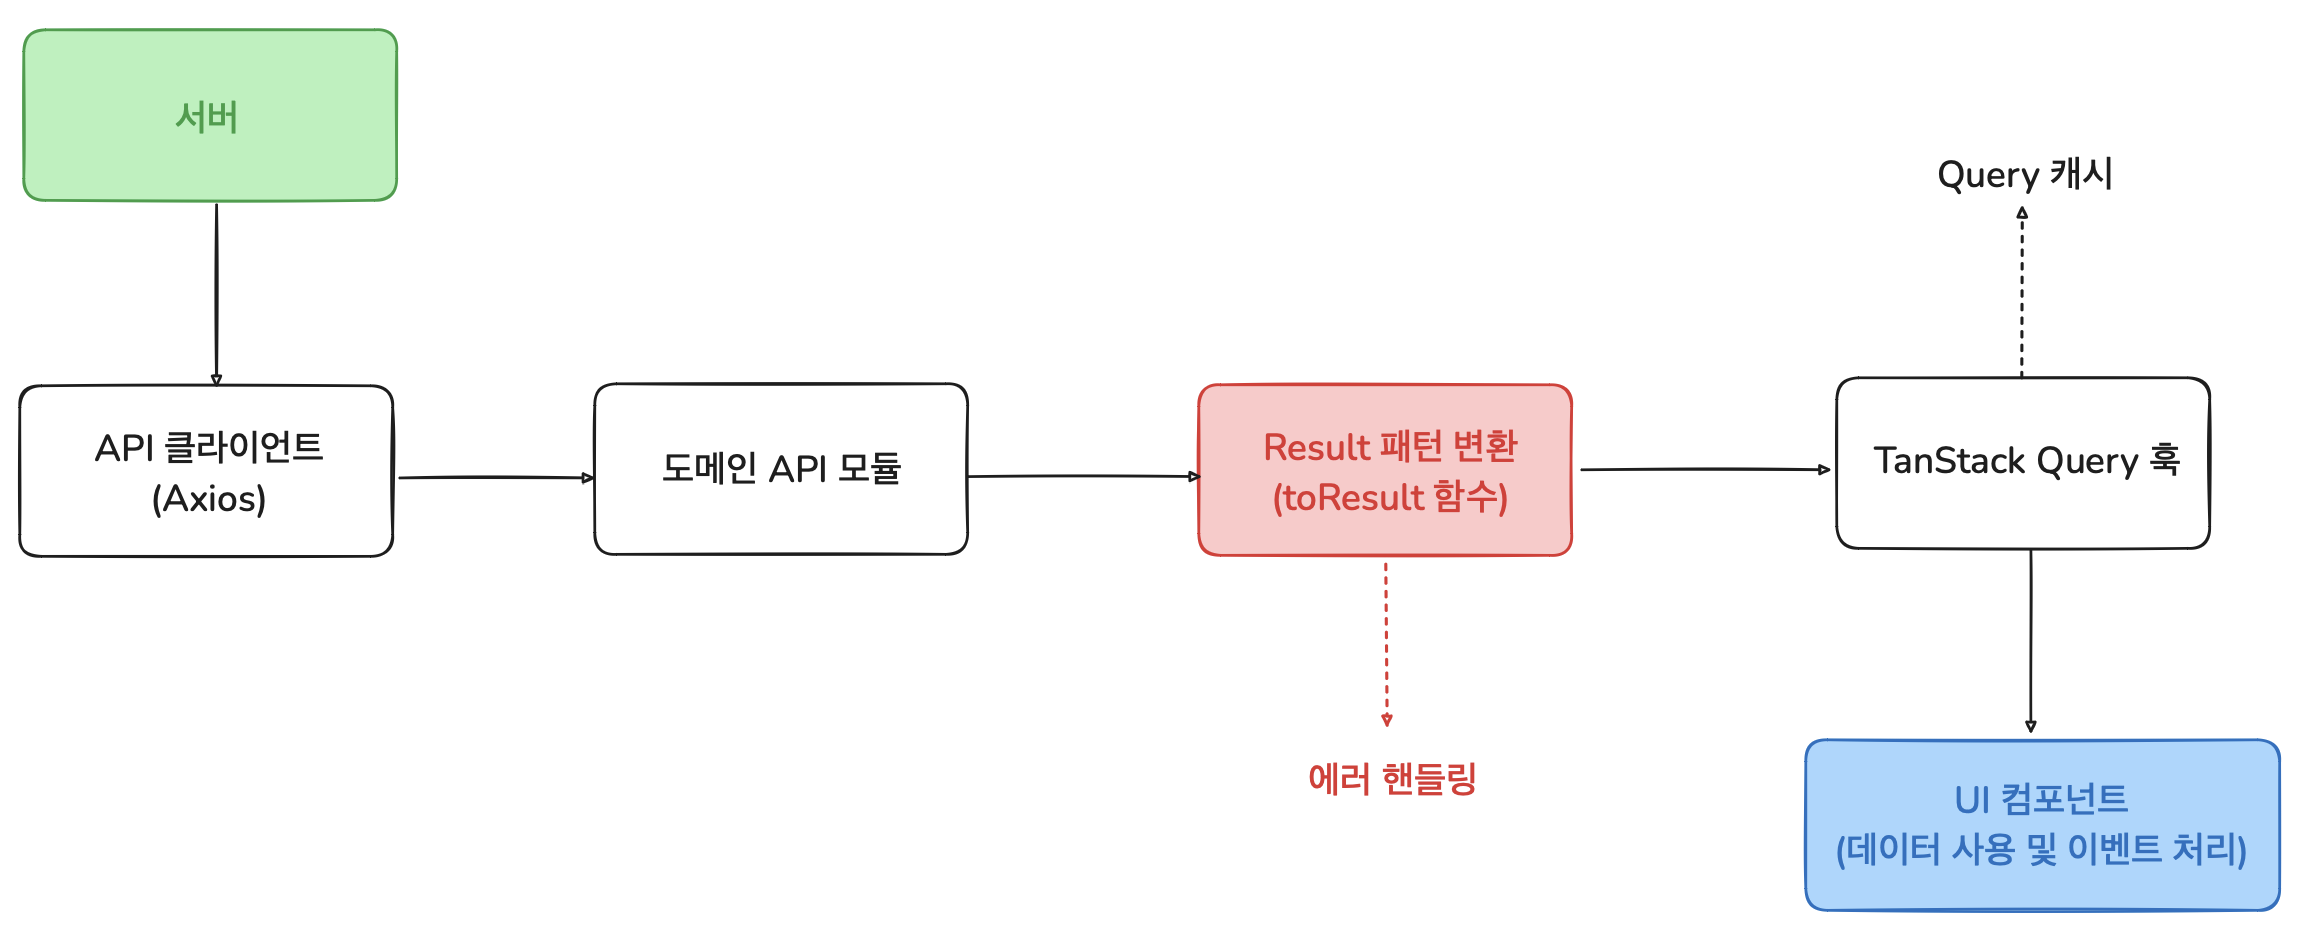 서버
Query 캐시
API 클라이언트
(Axios)
도메인 API 모듈
Result 패턴 변환
(toResult 함수)
TanStack Query 훅
에러 핸들링
UI 컴포넌트
(데이터 사용 및 이벤트 처리)